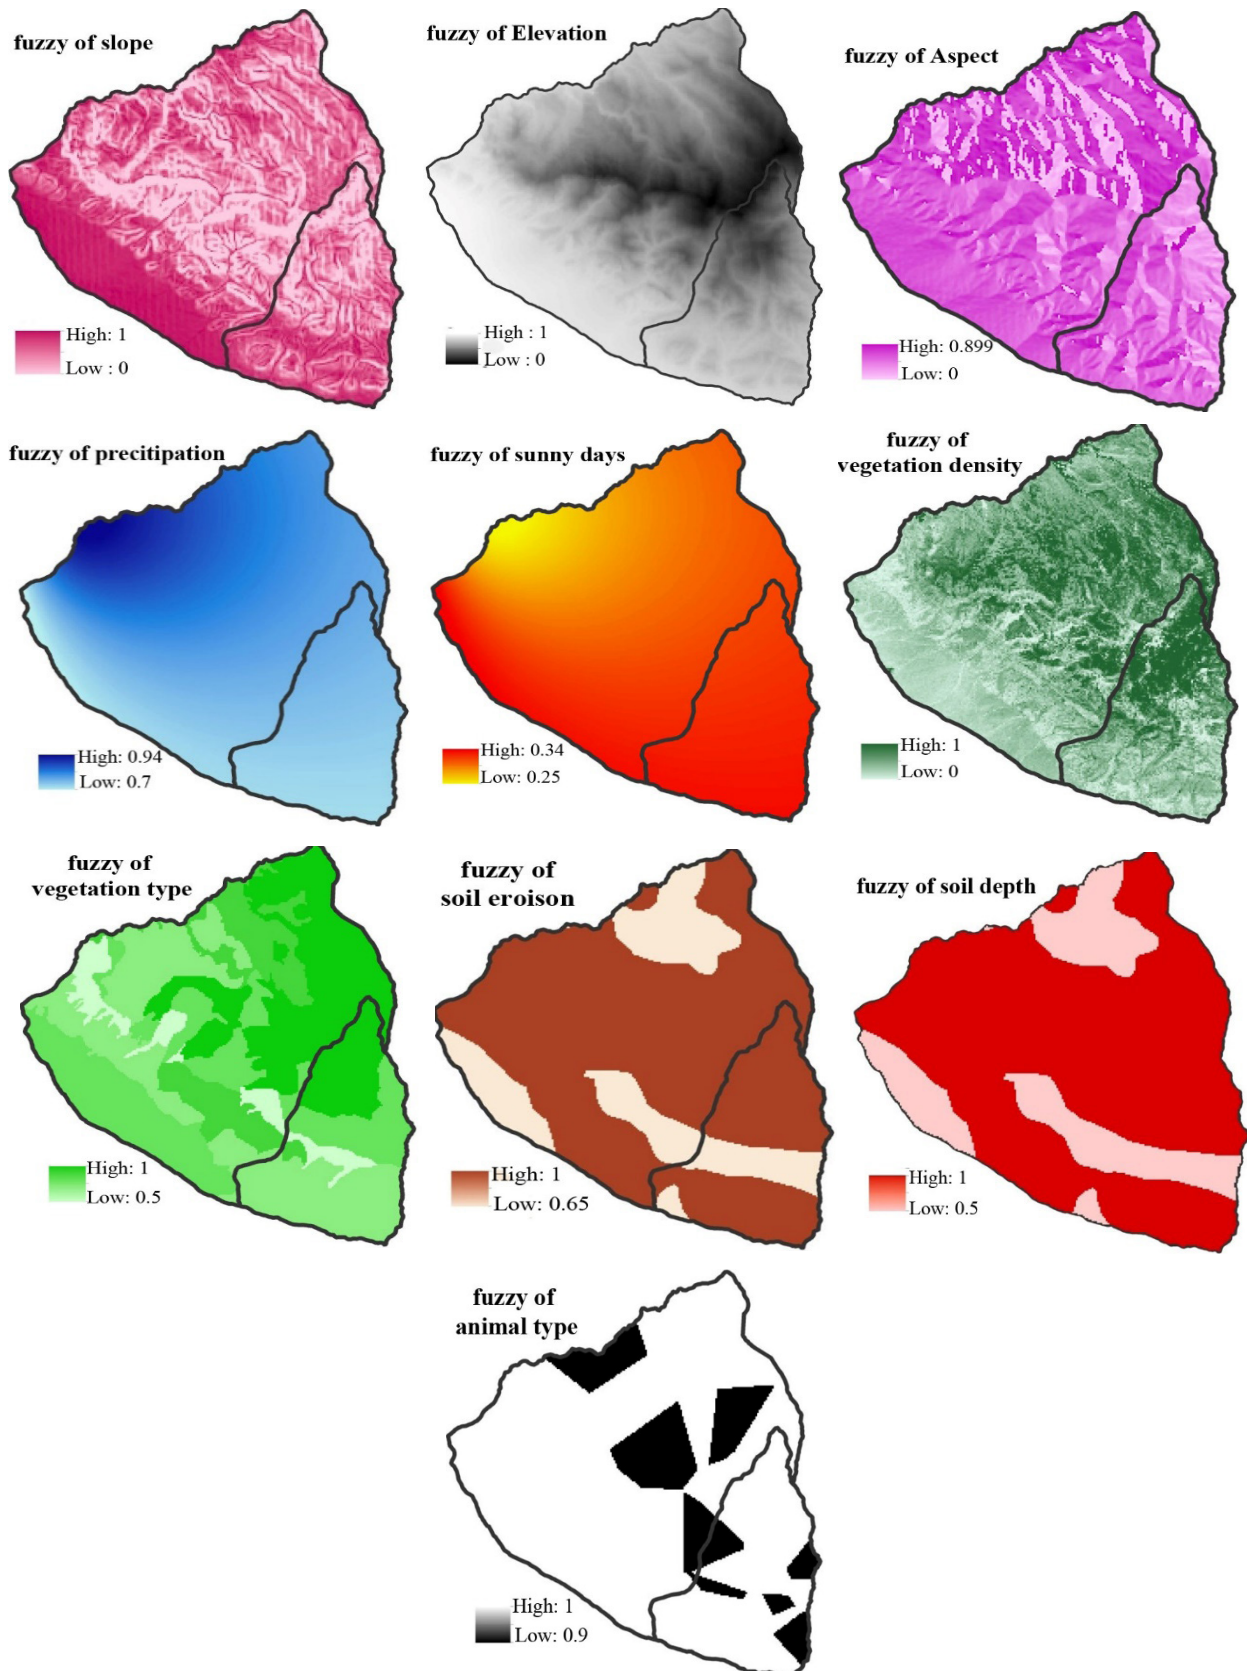 fuzzy of slope
High: 1
Low : 0
fuzzy of Elevation
High : 1
Low : 0
fuzzy of Aspect
High: 0.899
Low: 0
fuzzy of precitipation
High: 0.94
Low: 0.7
fuzzy of sunny days
High: 0.34
Low: 0.25
fuzzy of
vegetation density
High: 1
Low: 0
fuzzy of
vegetation type
High: 1
Low: 0.5
fuzzy of
soil eroison
High: 1
Low: 0.65
fuzzy of soil depth
High: 1
Low: 0.5
fuzzy of
animal type
High: 1
Low: 0.9